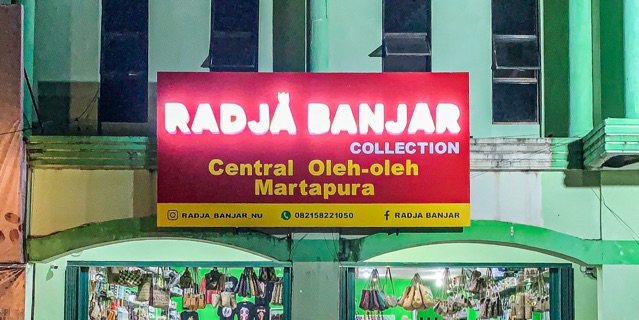 RADJA BANJAR
COLLECTION
Central Oleh-oleh
Martapura
RADJA_BANJAR_NU 082158221050 RADJA BANJAR